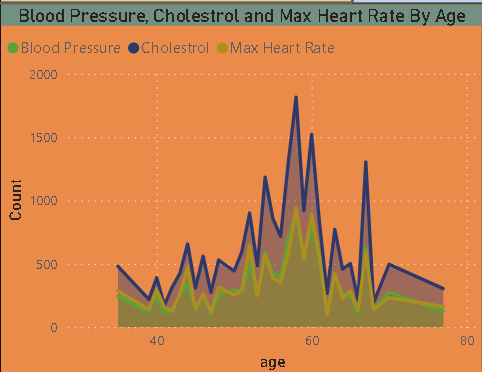 Blood Pressure, Cholestrol and Max Heart Rate By Age
Blood Pressure Cholestrol Max Heart Rate
2000
1500
1000
500
0
Count
40 60 80
age